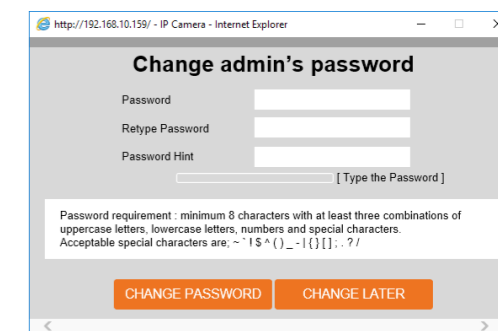 http://192.168.10.159/ - IP Camera - Internet Explorer
Change admin's password
Password
Retype Password
Password Hint
[ Type the Password ]
Password requirement : minimum 8 characters with at least three combinations of
uppercase letters, lowercase letters, numbers and special characters.
Acceptable special characters are; ~ ` ! $ ^ ( ) _ - | { } [ ] ; . ? /
CHANGE PASSWORD CHANGE LATER